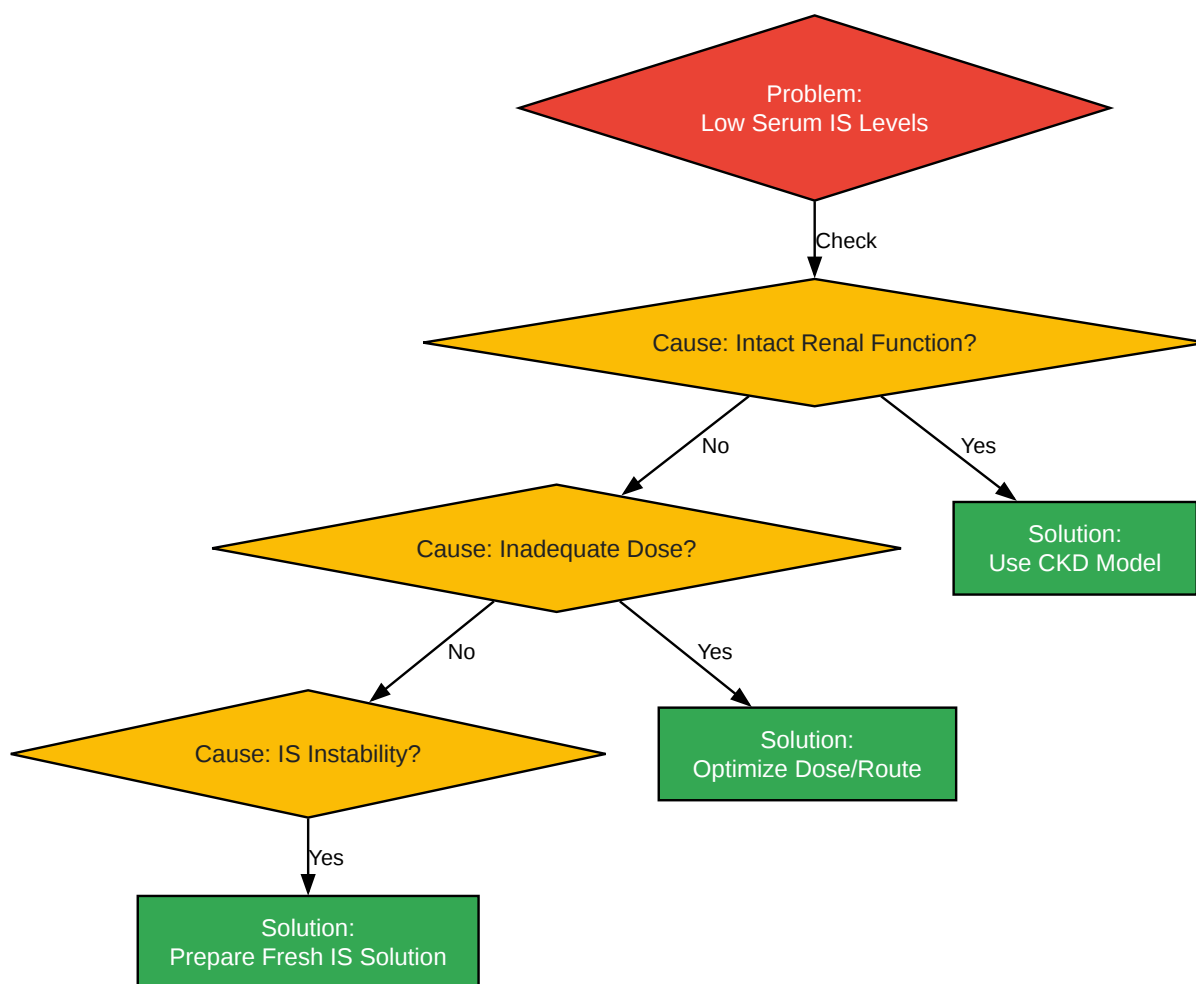 Problem:
Low Serum IS Levels
Check
Cause: Intact Renal Function?
No
Yes
Cause: Inadequate Dose?
Solution:
Use CKD Model
No
Yes
Cause: IS Instability?
Solution:
Optimize Dose/Route
Yes
Solution:
Prepare Fresh IS Solution